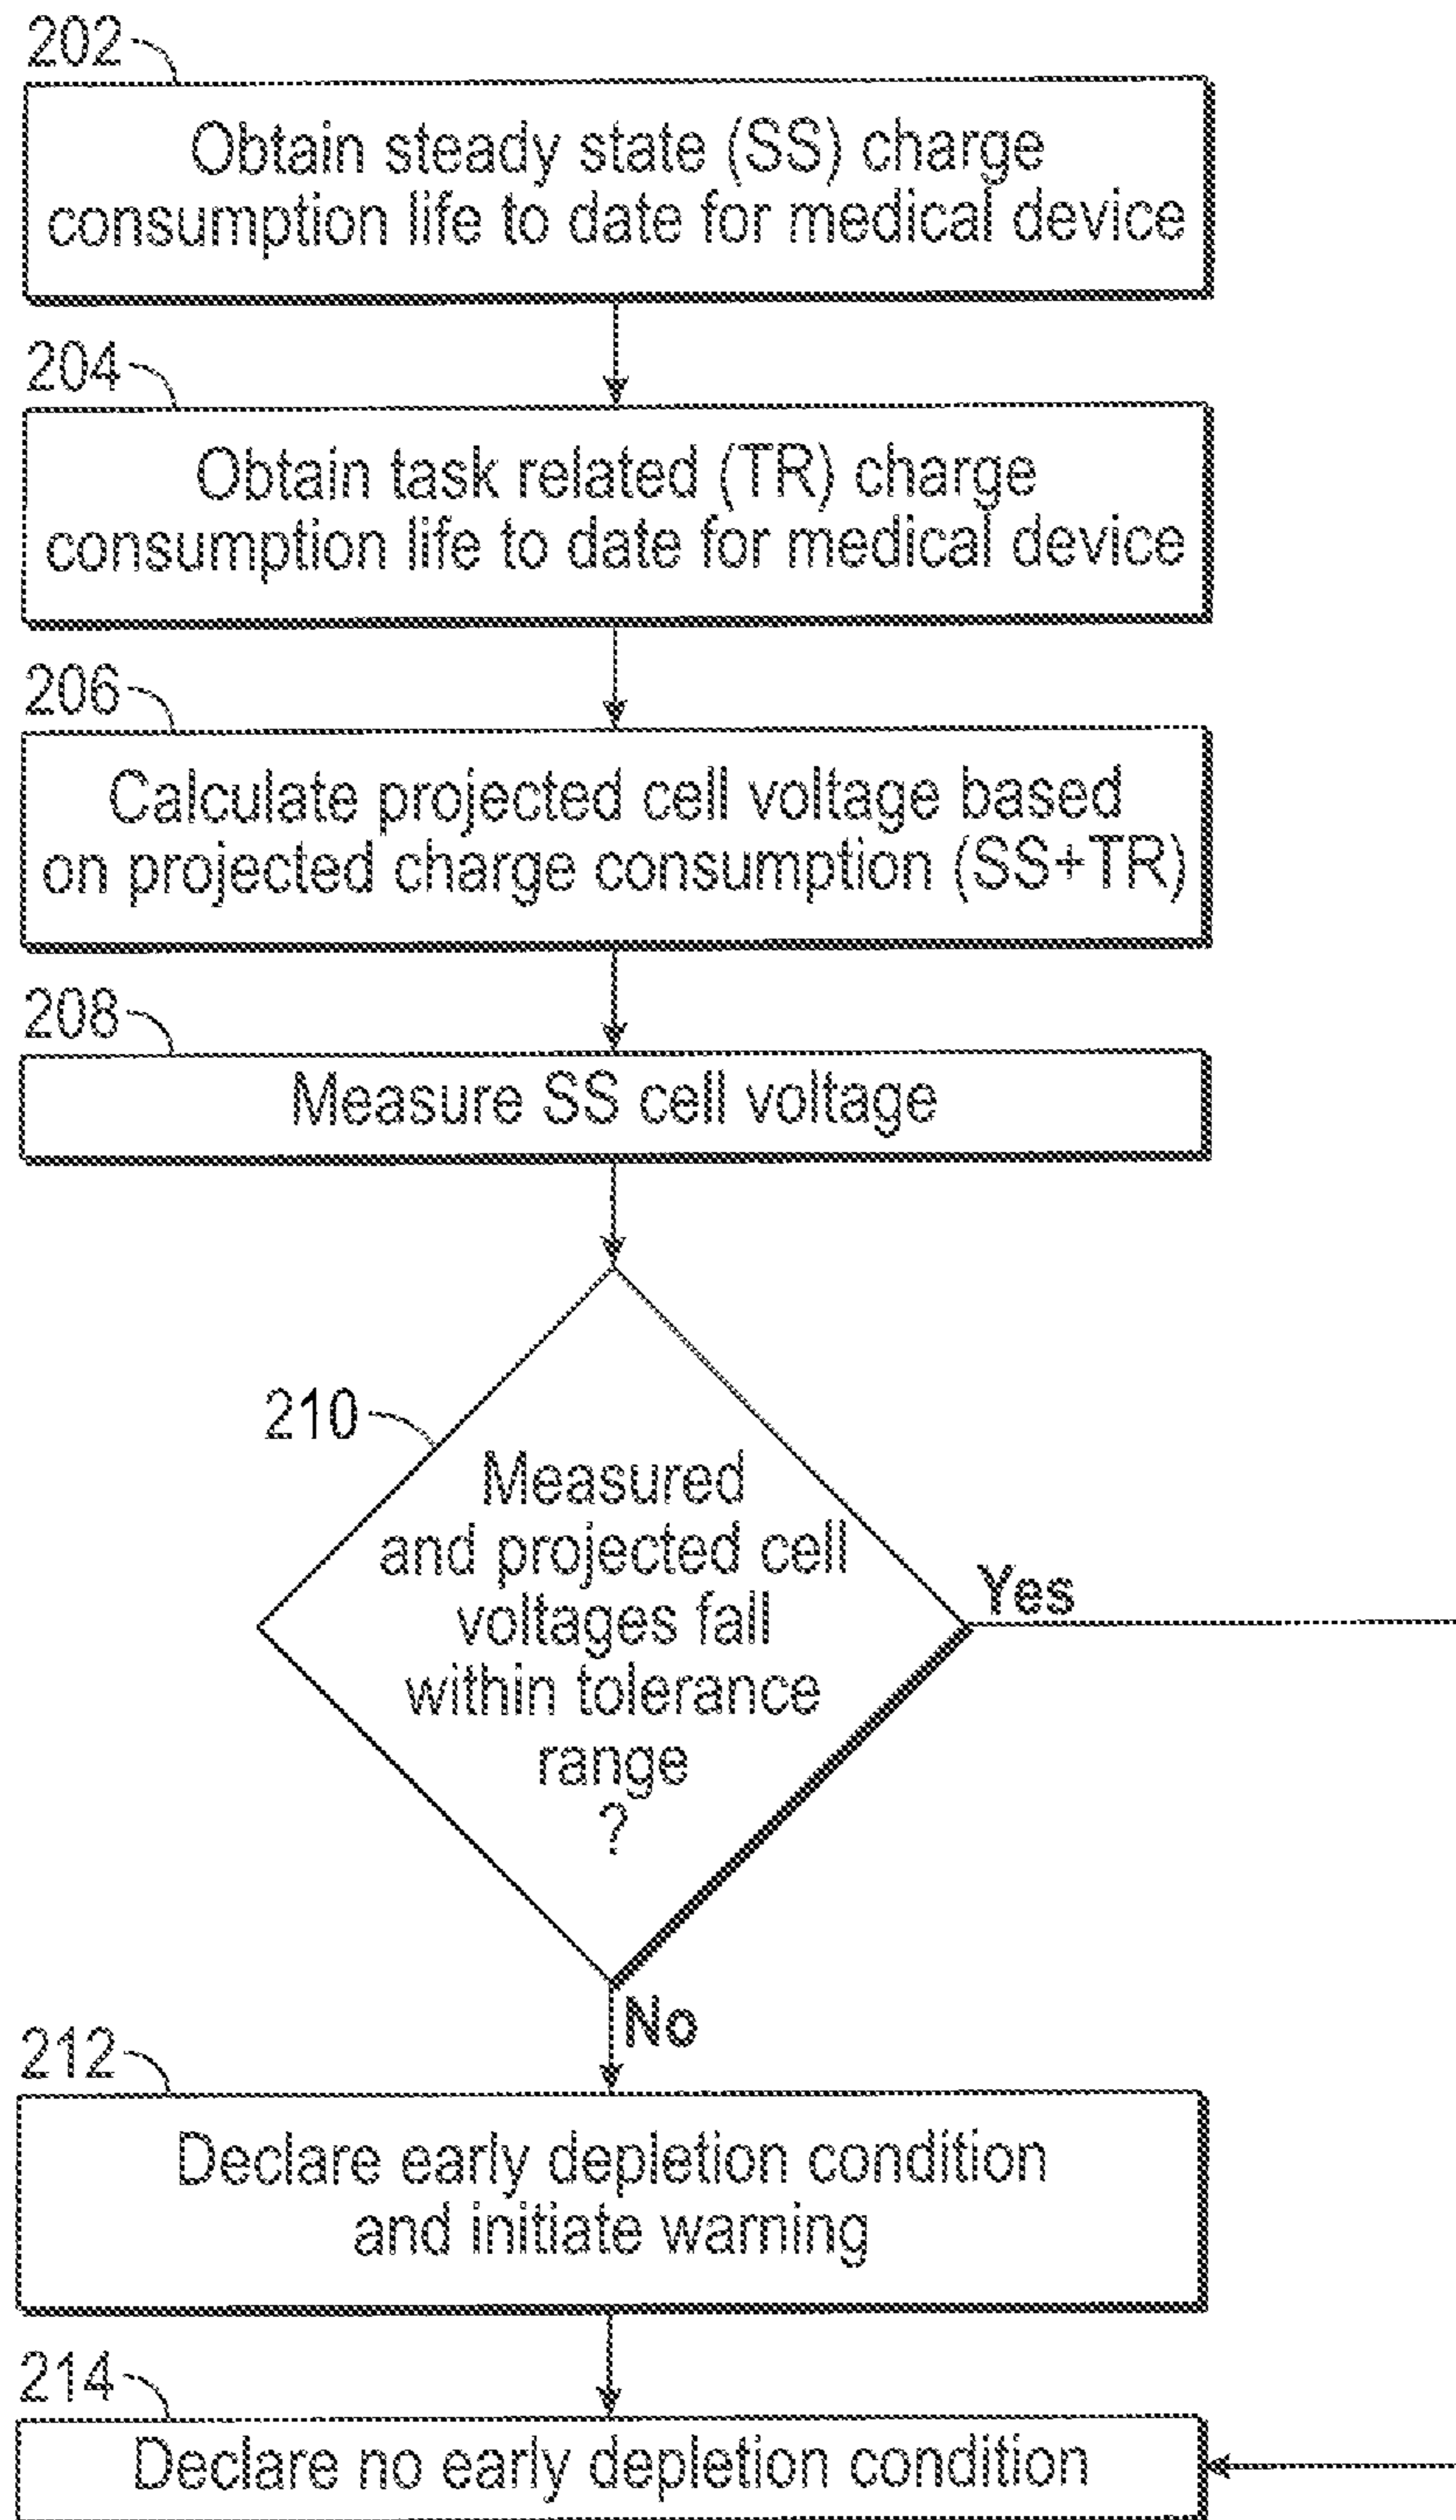 202
Obtain steady state (SS) charge
consumption life to date for medical device
204
Obtain task related (TR) charge
consumption life to date for medical device
206
Calculate projected cell voltage based
on projected charge consumption (SS+TR)
208
Measure SS cell voltage
210
Measured
and projected cell
voltages fall
within tolerance
range
?
Yes
No
212
Declare early depletion condition
and initiate warning
214
Declare no early depletion condition